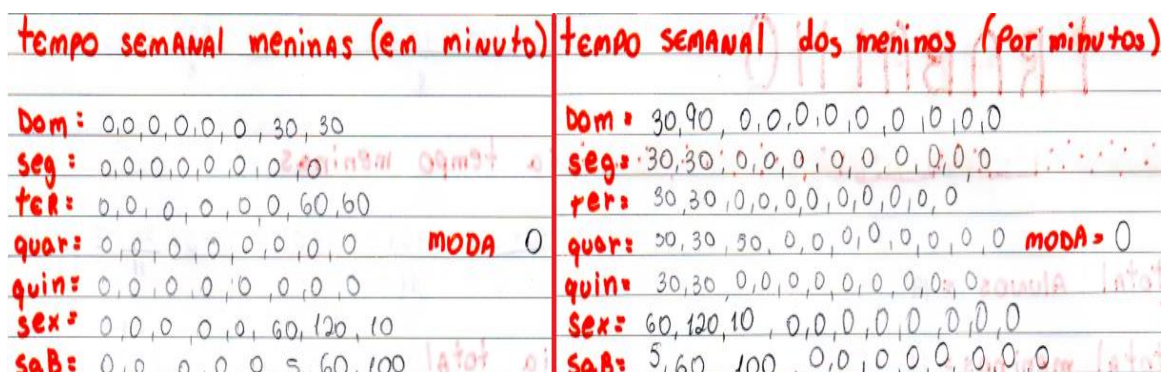 tempo semanal meninas (em minuto)
Dom: 0,0,0,0,0,0,30,30
seg: 0,0,0,0,0,0,0,0
ter: 0,0,0,0,0,0,60,60
quar: 0,0,0,0,0,0,0,0 MODA 0
quin: 0,0,0,0,0,0,0,0
sex: 0,0,0,0,0,60,120,10
saB: 0,0,0,0,0,5,60,100
tempo semanal dos meninos (por minutos)
Dom: 30,90,0,0,0,0,0,0,0,0,0
seg: 30,30,0,0,0,0,0,0,0,0,0
ter: 30,30,0,0,0,0,0,0,0,0
quar: 30,30,30,0,0,0,0,0,0,0,0 MODA = 0
quin: 30,30,0,0,0,0,0,0,0,0
sex: 60,120,10,0,0,0,0,0,0,0,0
saB: 5,60,100,0,0,0,0,0,0,0,0